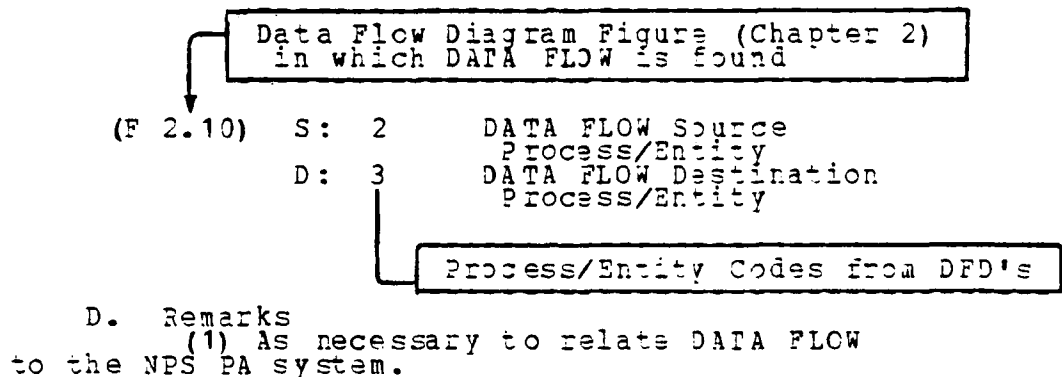 Data Flow Diagram Figure (Chapter 2)
in which DATA FLOW is found
(F 2.10) S: 2 DATA FLOW Source
Process/Entity
D: 3 DATA FLOW Destination
Process/Entity
Process/Entity Codes from DFD's
D. Remarks
(1) As necessary to relate DATA FLOW
to the NPS PA system.